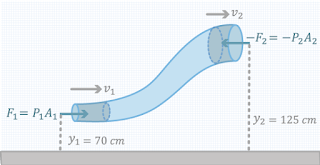 v₂
−F₂ = −P₂A₂
v₁
F₁ = P₁A₁
y₂ = 125 cm
y₁ = 70 cm